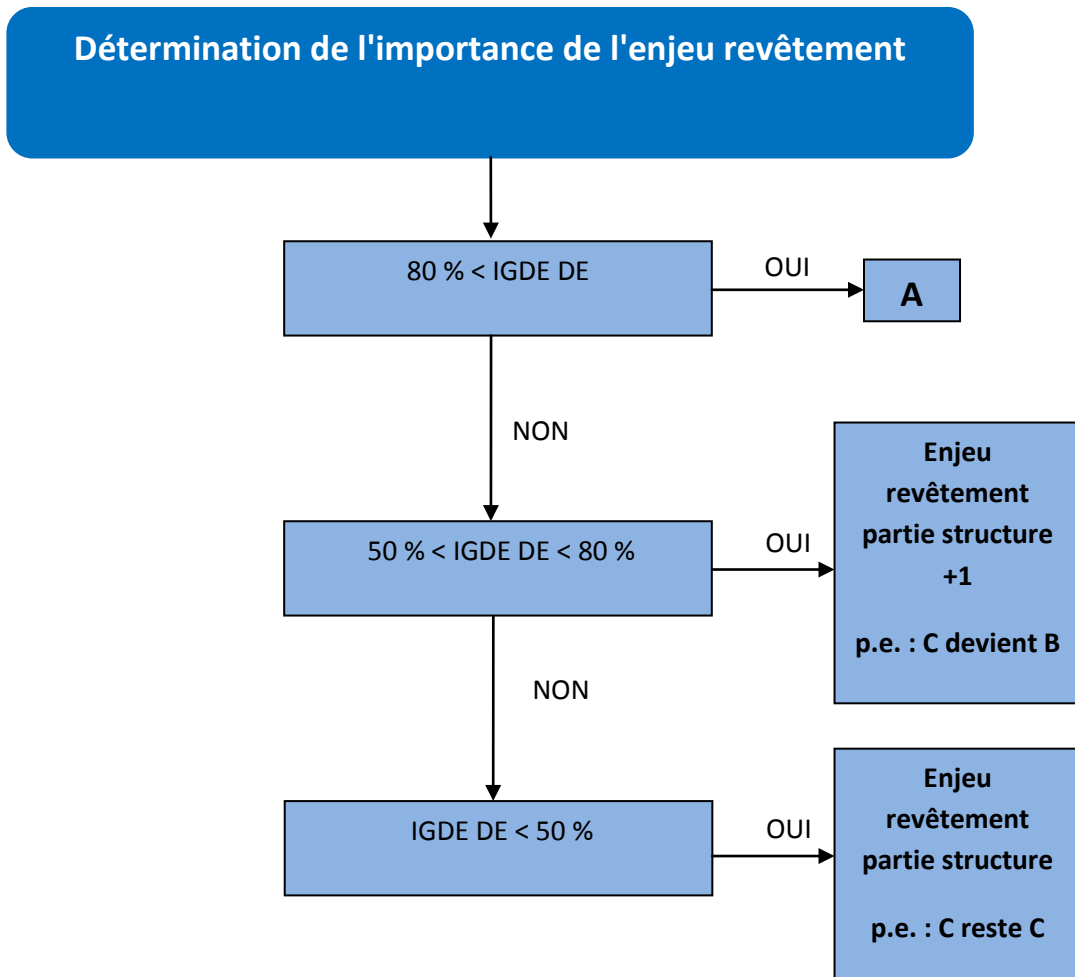 Détermination de l'importance de l'enjeu revêtement
80 % < IGDE DE
OUI
A
NON
50 % < IGDE DE < 80 %
OUI
Enjeu
revêtement
partie structure
+1
p.e. : C devient B
NON
IGDE DE < 50 %
OUI
Enjeu
revêtement
partie structure
p.e. : C reste C